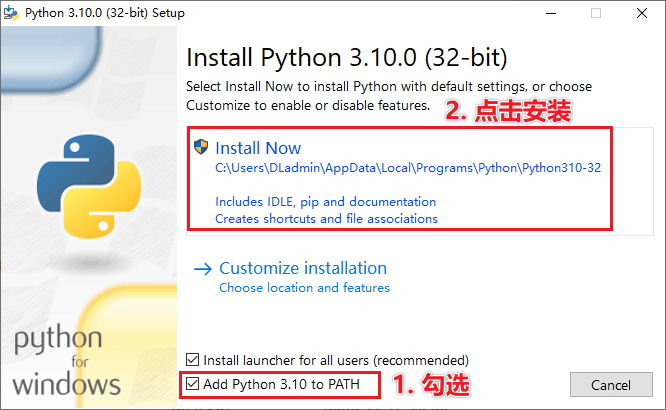 Python 3.10.0 (32-bit) Setup
Install Python 3.10.0 (32-bit)
Select Install Now to install Python with default settings, or choose
Customize to enable or disable features.
2. 点击安装
Install Now
C:\Users\DLadmin\AppData\Local\Programs\Python\Python310-32
Includes IDLE, pip and documentation
Creates shortcuts and file associations
Customize installation
Choose location and features
python
for
windows
Install launcher for all users (recommended)
Add Python 3.10 to PATH
1. 勾选
Cancel